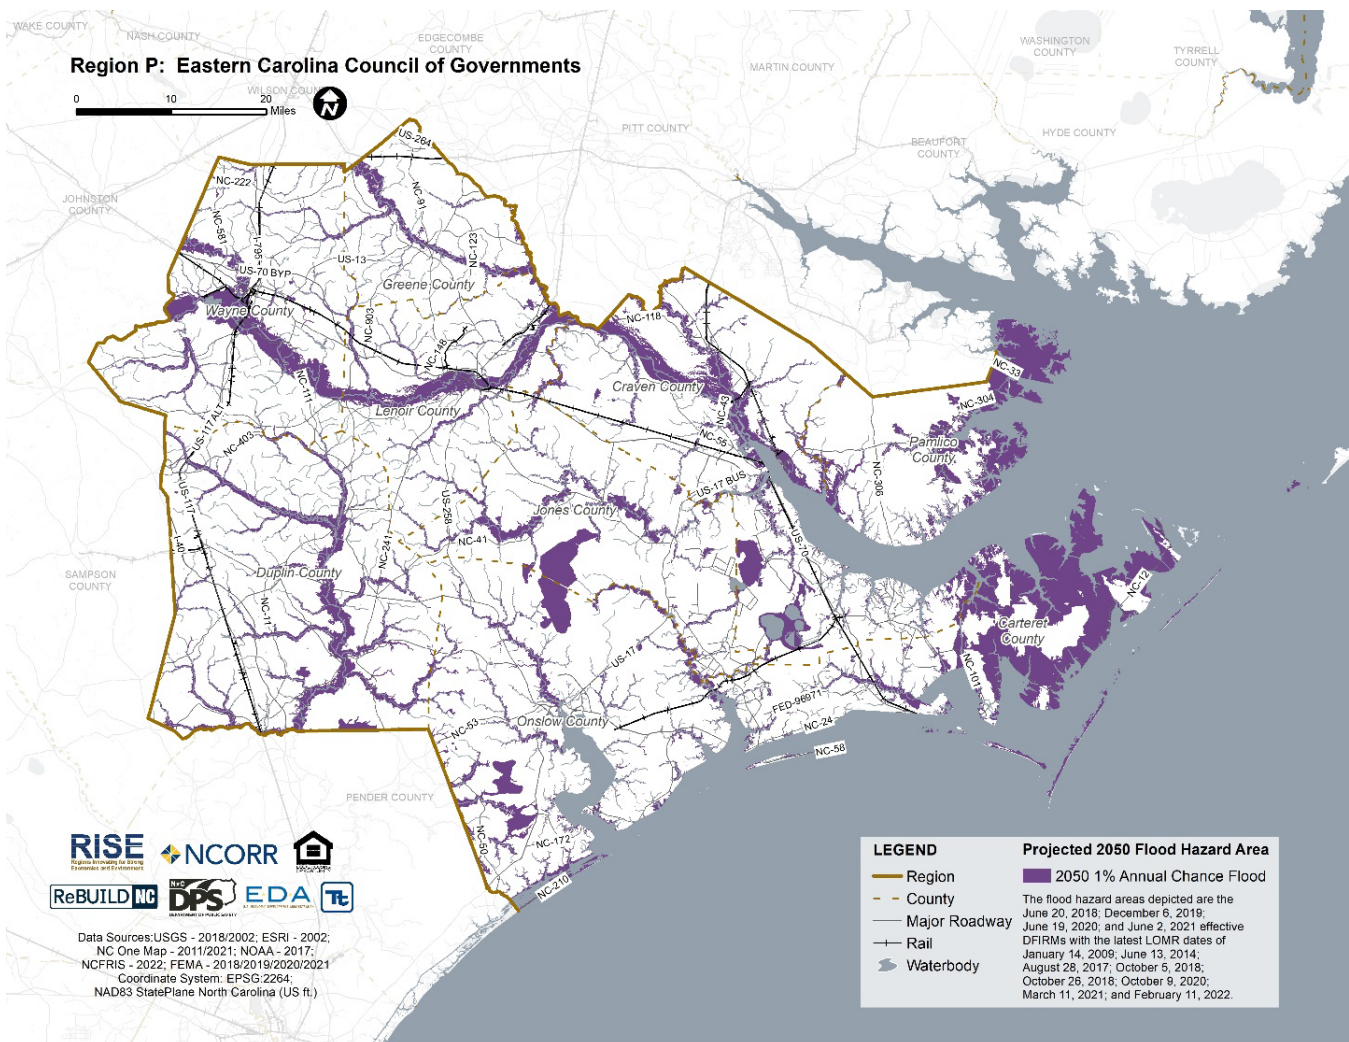 WAKE COUNTY
NASH COUNTY
EDGECOMBE
COUNTY
WASHINGTON
COUNTY
TYRRELL
COUNTY
MARTIN COUNTY
Region P: Eastern Carolina Council of Governments
WILSON COUNTY
0 10 20
Miles
N
PITT COUNTY
HYDE COUNTY
BEAUFORT
COUNTY
US-264
NC-222
NC-91
JOHNSTON
COUNTY
NC-581
I-795
NC-123
US-13
US-70 BYP
Greene County
Wayne County
NC-903
NC-118
NC-148
NC-33
NC-111
Craven County
Lenoir County
NC-43
NC-304
US-117 ALT
NC-403
NC-55
Pamlico
County
US-17 BUS
NC-306
US-117
US-258
Jones County
I-40
NC-41
NC-241
US-70
SAMPSON
COUNTY
Duplin County
NC-12
NC-11
Carteret
County
US-17
NC-101
FED-96971
NC-53
Onslow County
NC-24
NC-58
PENDER COUNTY
NC-50
NC-172
NC-210
RISE
Regions Innovating for Strong
Economies and Environment
NCORR
ReBUILD NC
DPS
DEPARTMENT OF PUBLIC SAFETY
EDA
Tt
Data Sources:USGS - 2018/2002; ESRI - 2002;
NC One Map - 2011/2021; NOAA - 2017;
NCFRIS - 2022; FEMA - 2018/2019/2020/2021
Coordinate System: EPSG:2264;
NAD83 StatePlane North Carolina (US ft.)
LEGEND
Region
County
Major Roadway
Rail
Waterbody
Projected 2050 Flood Hazard Area
2050 1% Annual Chance Flood
The flood hazard areas depicted are the
June 20, 2018; December 6, 2019;
June 19, 2020; and June 2, 2021 effective
DFIRMs with the latest LOMR dates of
January 14, 2009; June 13, 2014;
August 28, 2017; October 5, 2018;
October 26, 2018; October 9, 2020;
March 11, 2021; and February 11, 2022.